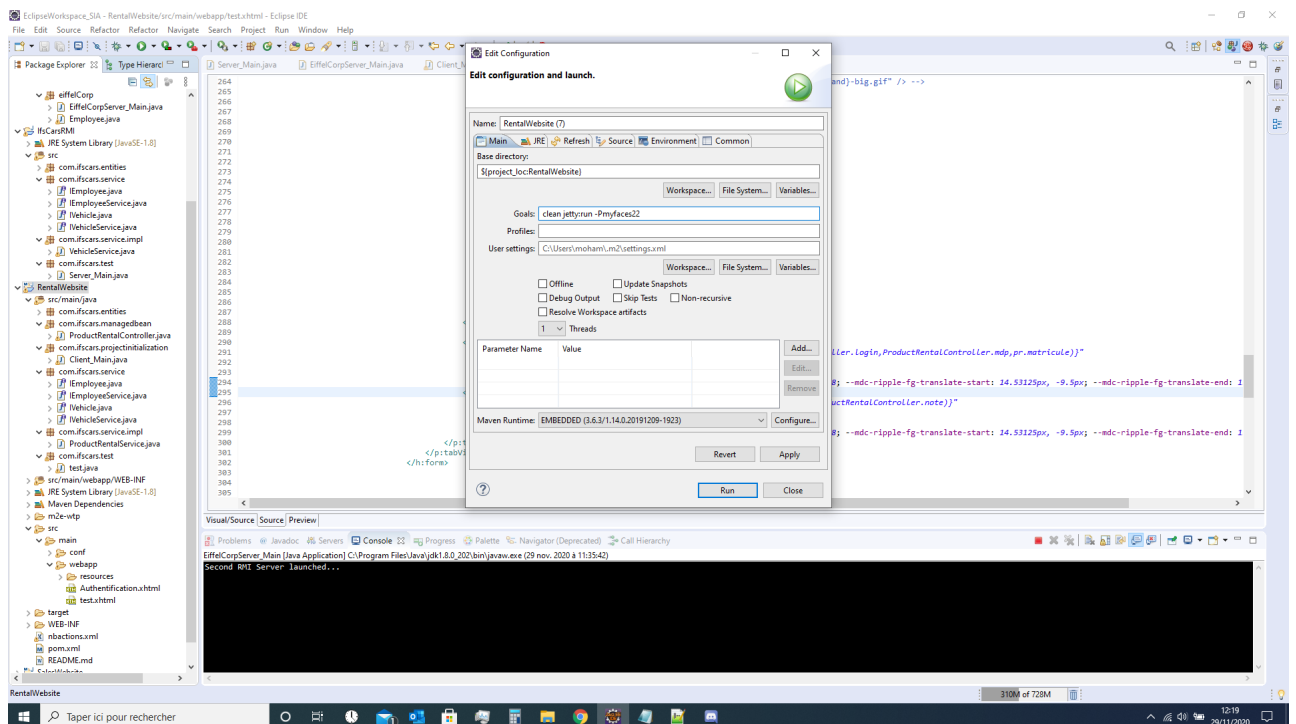 EclipseWorkspace_SIA - RentalWebsite/src/main/webapp/test.xhtml - Eclipse IDE
File Edit Source Refactor Refactor Navigate Search Project Run Window Help
Package Explorer
Type Hierarcl
eiffelCorp
EiffelCorpServer_Main.java
Employee.java
IfsCarsRMI
JRE System Library [JavaSE-1.8]
src
com.ifscars.entities
com.ifscars.service
IEmployee.java
IEmployeeService.java
IVehicle.java
IVehicleService.java
com.ifscars.service.impl
VehicleService.java
com.ifscars.test
Server_Main.java
RentalWebsite
src/main/java
com.ifscars.entities
com.ifscars.managedbean
ProductRentalController.java
com.ifscars.projectinitialization
Client_Main.java
com.ifscars.service
IEmployee.java
IEmployeeService.java
IVehicle.java
IVehicleService.java
com.ifscars.service.impl
ProductRentalService.java
com.ifscars.test
test.java
src/main/webapp/WEB-INF
JRE System Library [JavaSE-1.8]
Maven Dependencies
m2e-wtp
src
main
conf
webapp
resources
Authentification.xhtml
test.xhtml
target
WEB-INF
nbactions.xml
pom.xml
README.md
Server_Main.java
EiffelCorpServer_Main.java
Client_M
264
and}-big.gif" /> -->
265
266
267
268
269
270
271
272
273
274
275
276
277
278
279
280
281
282
283
284
285
286
287
288
289
290
291
ller.login,ProductRentalController.mdp,pr.matricule)}"
292
293
294
8; --mdc-ripple-fg-translate-start: 14.53125px, -9.5px; --mdc-ripple-fg-translate-end: 1
295
296
uctRentalController.note)}"
297
298
299
8; --mdc-ripple-fg-translate-start: 14.53125px, -9.5px; --mdc-ripple-fg-translate-end: 1
300
</p:t
301
</p:tabVi
302
</h:form>
303
304
305
Visual/Source Source Preview
Edit Configuration
Edit configuration and launch.
Name: RentalWebsite (7)
Main JRE Refresh Source Environment Common
Base directory:
${project_loc:RentalWebsite}
Workspace... File System... Variables...
Goals: clean jetty:run -Pmyfaces22
Profiles:
User settings: C:\Users\moham\.m2\settings.xml
Workspace... File System... Variables...
Offline Update Snapshots
Debug Output Skip Tests Non-recursive
Resolve Workspace artifacts
1 Threads
Parameter Name Value
Add...
Edit...
Remove
Maven Runtime: EMBEDDED (3.6.3/1.14.0.20191209-1923) Configure...
Revert Apply
Run Close
Problems Javadoc Servers Console Progress Palette Navigator (Deprecated) Call Hierarchy
EiffelCorpServer_Main [Java Application] C:\Program Files\Java\jdk1.8.0_202\bin\javaw.exe (29 nov. 2020 à 11:35:42)
Second RMI Server launched...
RentalWebsite
310M of 728M
Taper ici pour rechercher
12:19
29/11/2020